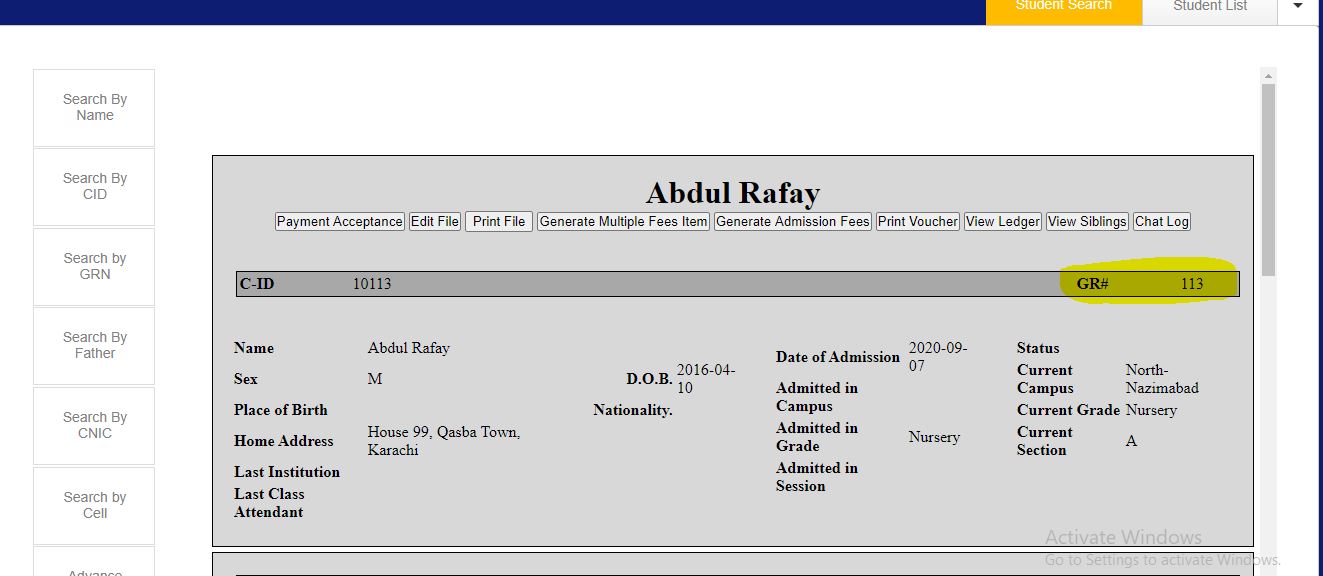 Student Search
Student List
Search By
Name
Search By
CID
Search by
GRN
Search By
Father
Search By
CNIC
Search by
Cell
Advance
Abdul Rafay
Payment Acceptance Edit File Print File Generate Multiple Fees Item Generate Admission Fees Print Voucher View Ledger View Siblings Chat Log
C-ID 10113 GR# 113
Name Abdul Rafay
Sex M
D.O.B. 2016-04-
10
Place of Birth
Nationality.
Home Address House 99, Qasba Town,
Karachi
Last Institution
Last Class
Attendant
Date of Admission 2020-09-
07
Admitted in
Campus
Admitted in
Grade
Nursery
Admitted in
Session
Status
Current
Campus
North-
Nazimabad
Current Grade Nursery
Current
Section
A
Activate Windows
Go to Settings to activate Windows.